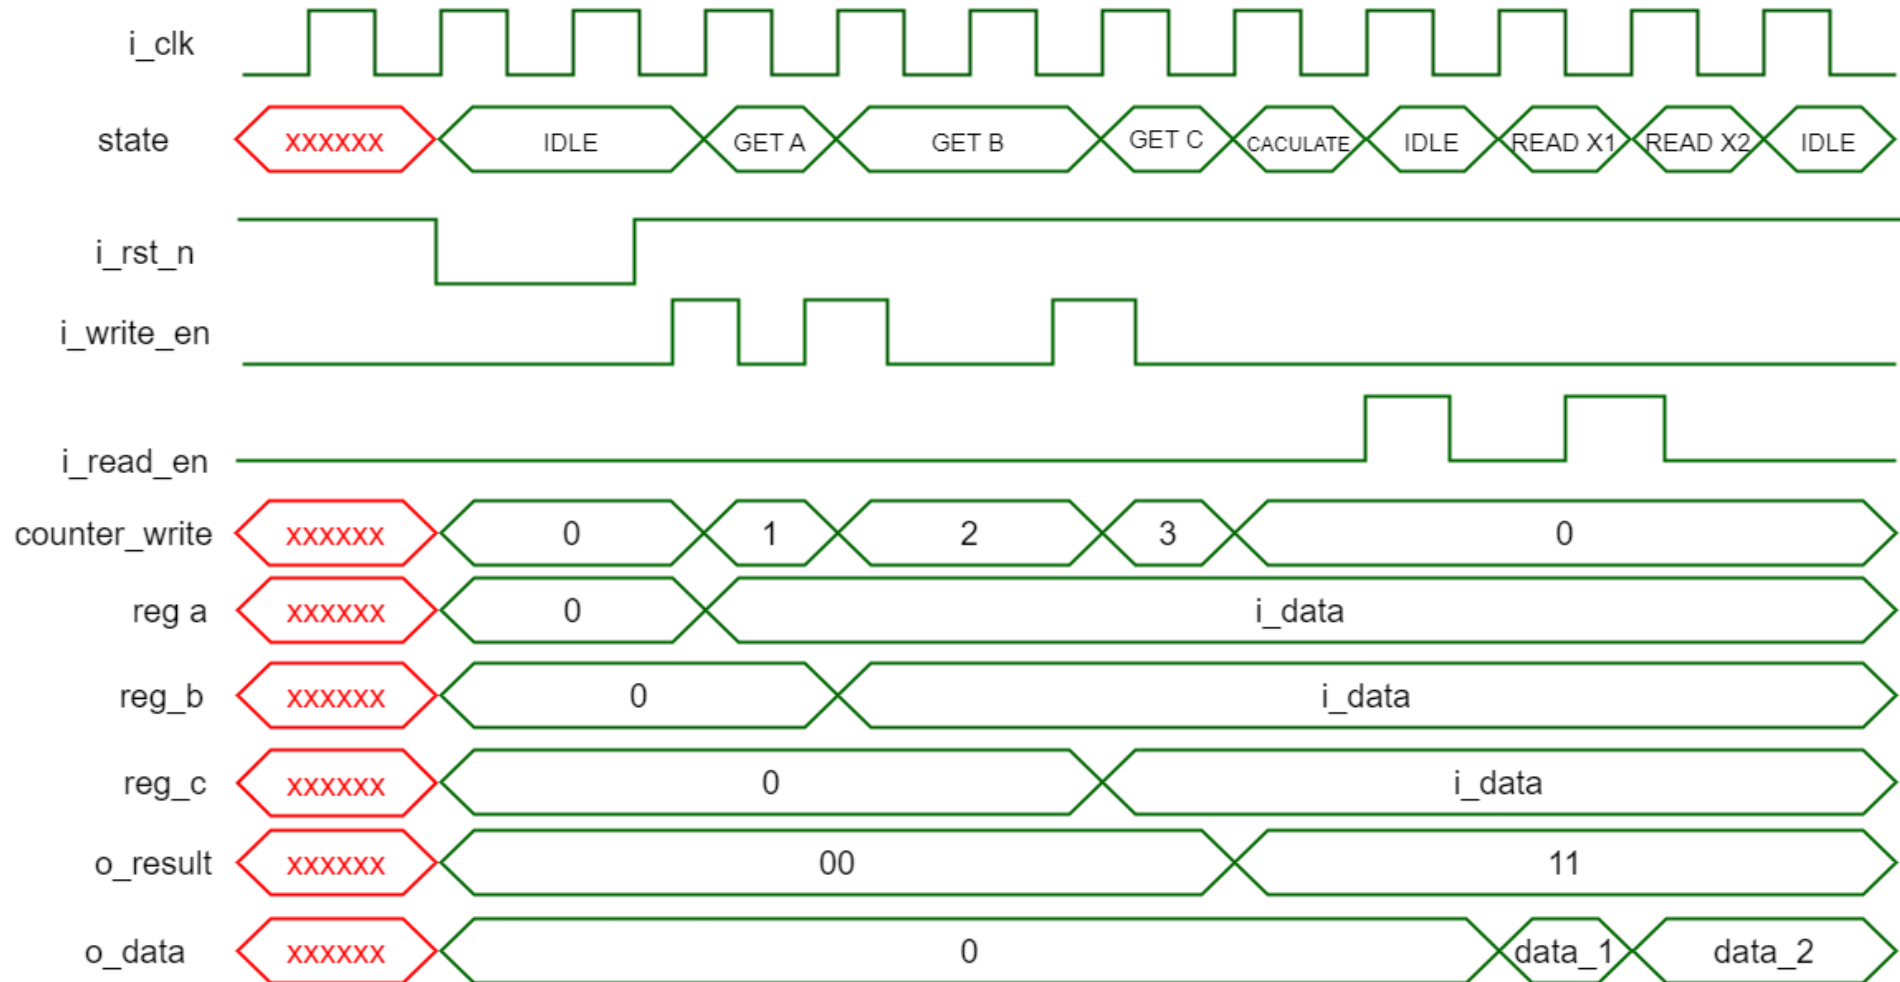 i_clk
state xxxxxx IDLE GET A GET B GET C CACULATE IDLE READ X1 READ X2 IDLE
i_rst_n
i_write_en
i_read_en
counter_write xxxxxx 0 1 2 3 0
reg a xxxxxx 0 i_data
reg_b xxxxxx 0 i_data
reg_c xxxxxx 0 i_data
o_result xxxxxx 00 11
o_data xxxxxx 0 data_1 data_2